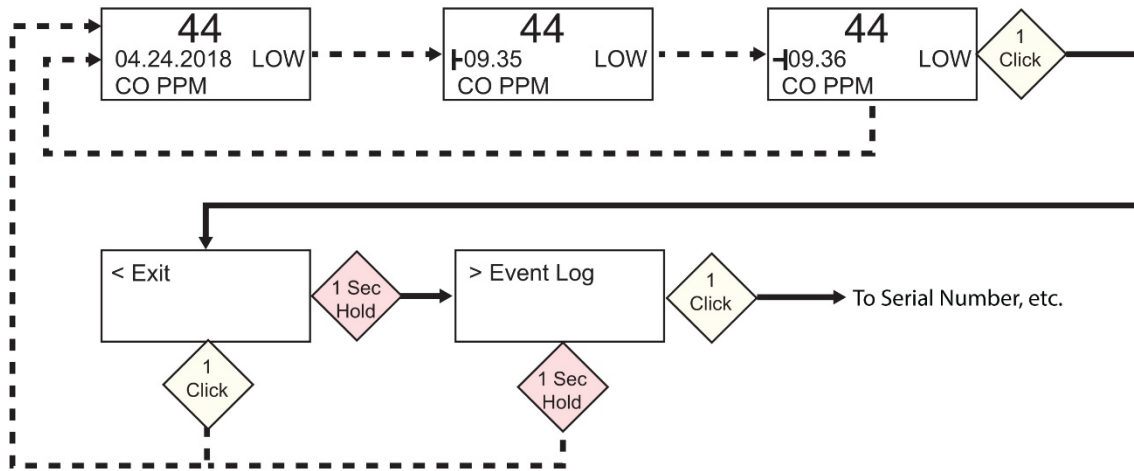 44
04.24.2018 LOW
CO PPM
44
09.35 LOW
CO PPM
44
09.36 LOW
CO PPM
1
Click
< Exit
1 Sec
Hold
> Event Log
1
Click
To Serial Number, etc.
1
Click
1 Sec
Hold